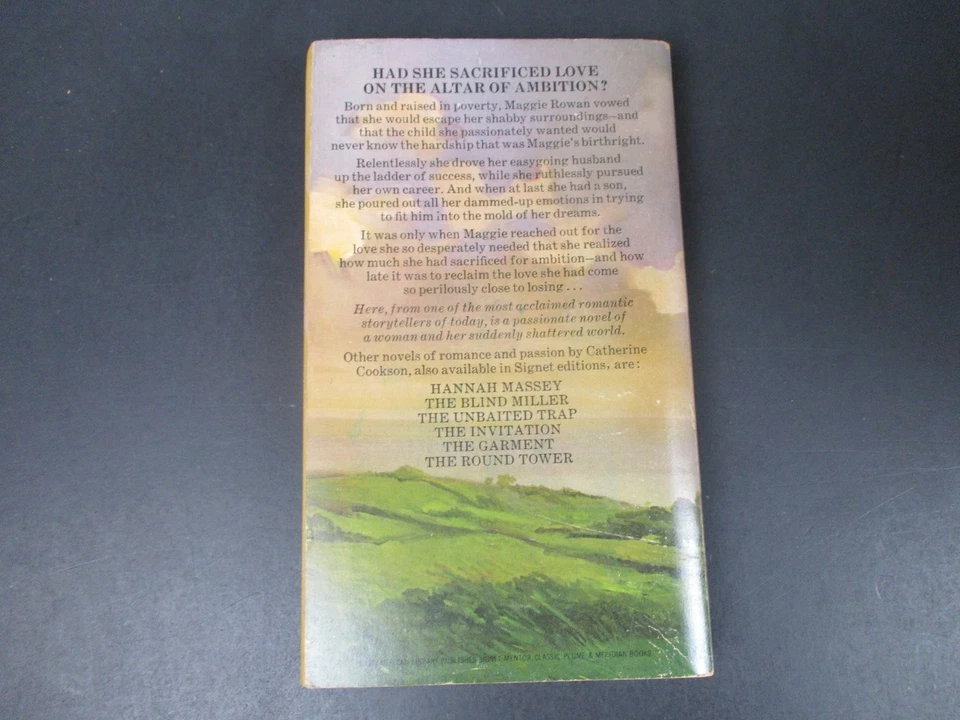 HAD SHE SACRIFICED LOVE
ON THE ALTAR OF AMBITION?
Born and raised in poverty, Maggie Rowan vowed
that she would escape her shabby surroundings—and
that the child she passionately wanted would
never know the hardship that was Maggie's birthright.
Relentlessly she drove her easygoing husband
up the ladder of success, while she ruthlessly pursued
her own career. And when at last she had a son,
she poured out all her dammed-up emotions in trying
to fit him into the mold of her dreams.
It was only when Maggie reached out for the
love she so desperately needed that she realized
how much she had sacrificed for ambition—and how
late it was to reclaim the love she had come
so perilously close to losing...
Here, from one of the most acclaimed romantic
storytellers of today, is a passionate novel of
a woman and her suddenly shattered world.
Other novels of romance and passion by Catherine
Cookson, also available in Signet editions, are:
HANNAH MASSEY
THE BLIND MILLER
THE UNBAITED TRAP
THE INVITATION
THE GARMENT
THE ROUND TOWER
LIBRARY PUBLISHES SIGNET, MENTOR, CLASSIC, PLUME & MERIDIAN BOOKS